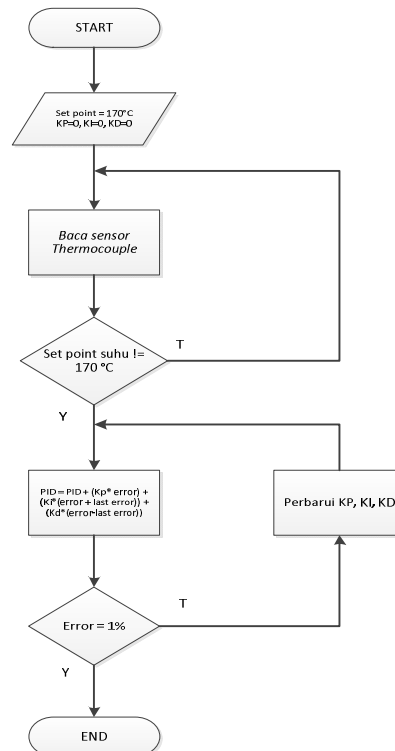 START
Set point = 170°C
KP=0, KI=0, KD=0
Baca sensor
Thermocouple
Set point suhu !=
170 °C
T
Y
PID = PID + (Kp* error) +
(Ki*(error + last error)) +
(Kd*(error-last error))
Perbarui KP, KI, KD
Error = 1%
T
Y
END